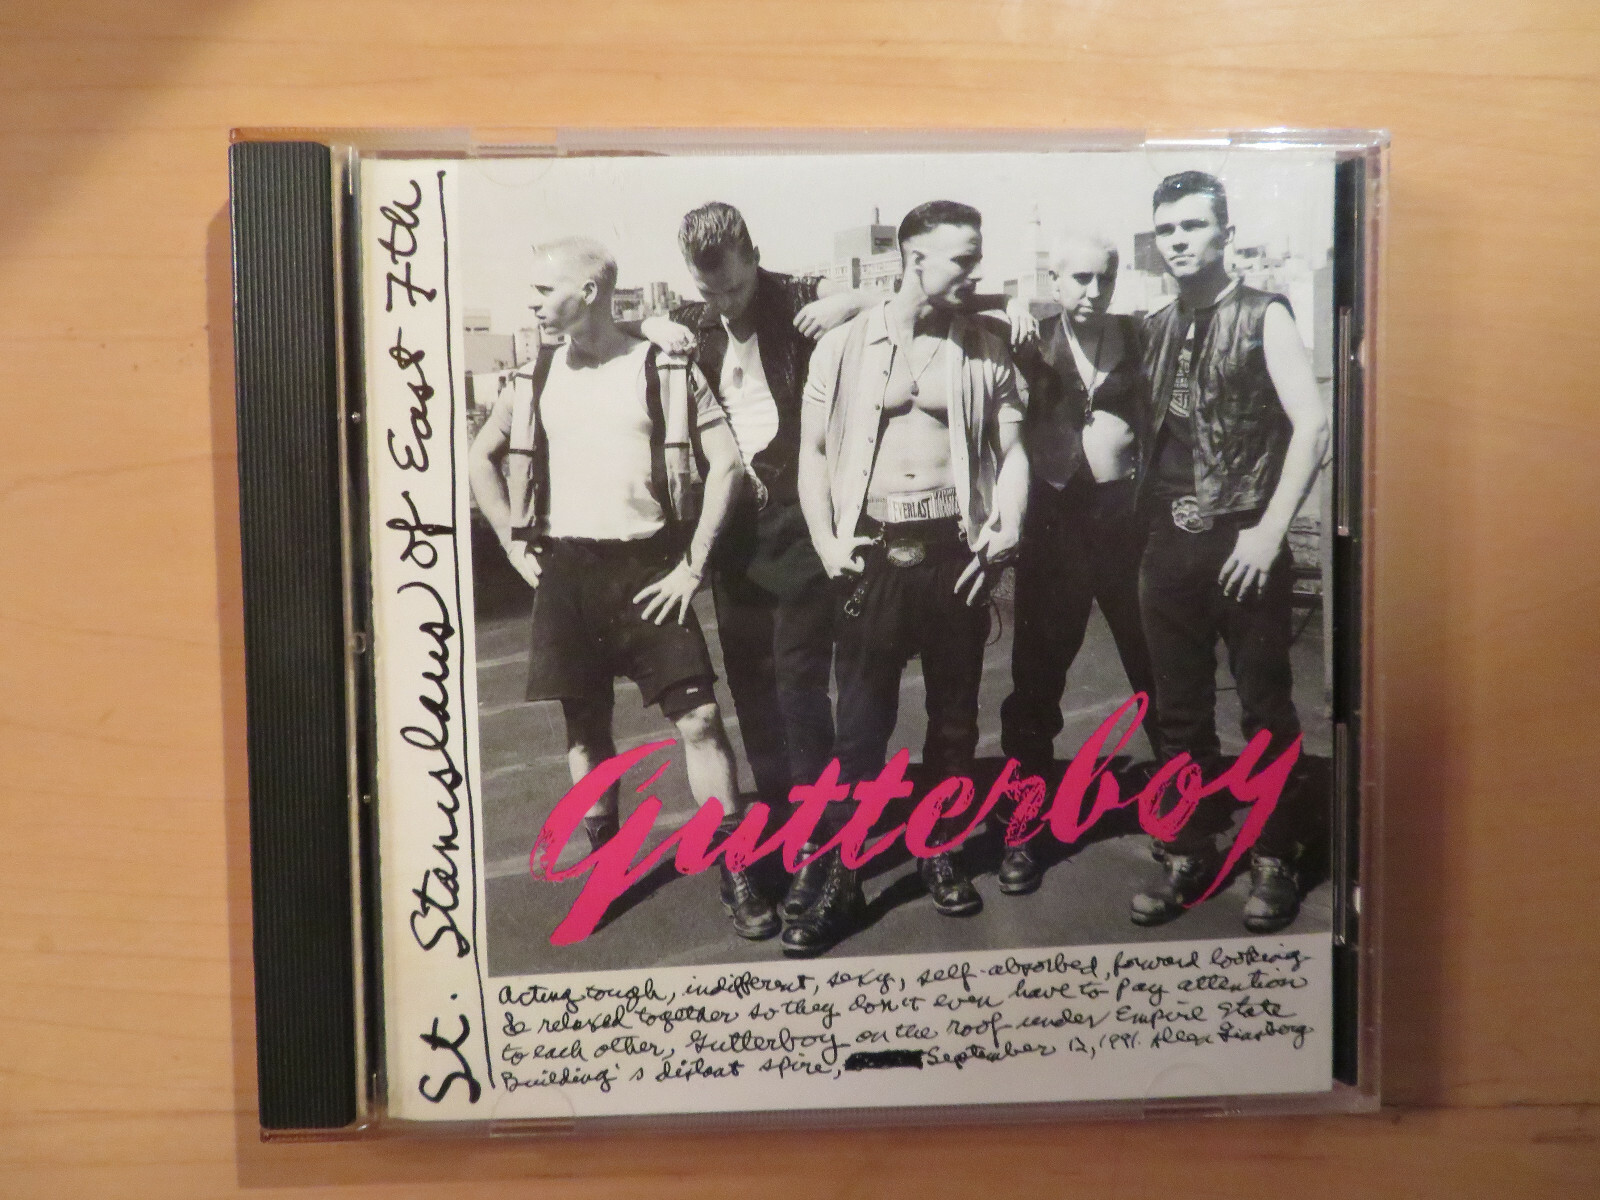 St. Stanislaus of East 7th
EVERLAST
Gutterboy
Acting tough, indifferent, sexy, self-absorbed, forward looking
& relaxed together so they don't even have to pay attention
to each other, Gutterboy on the roof under Empire State
Building's distant spire, September 12, 1991. Allen Ginsberg